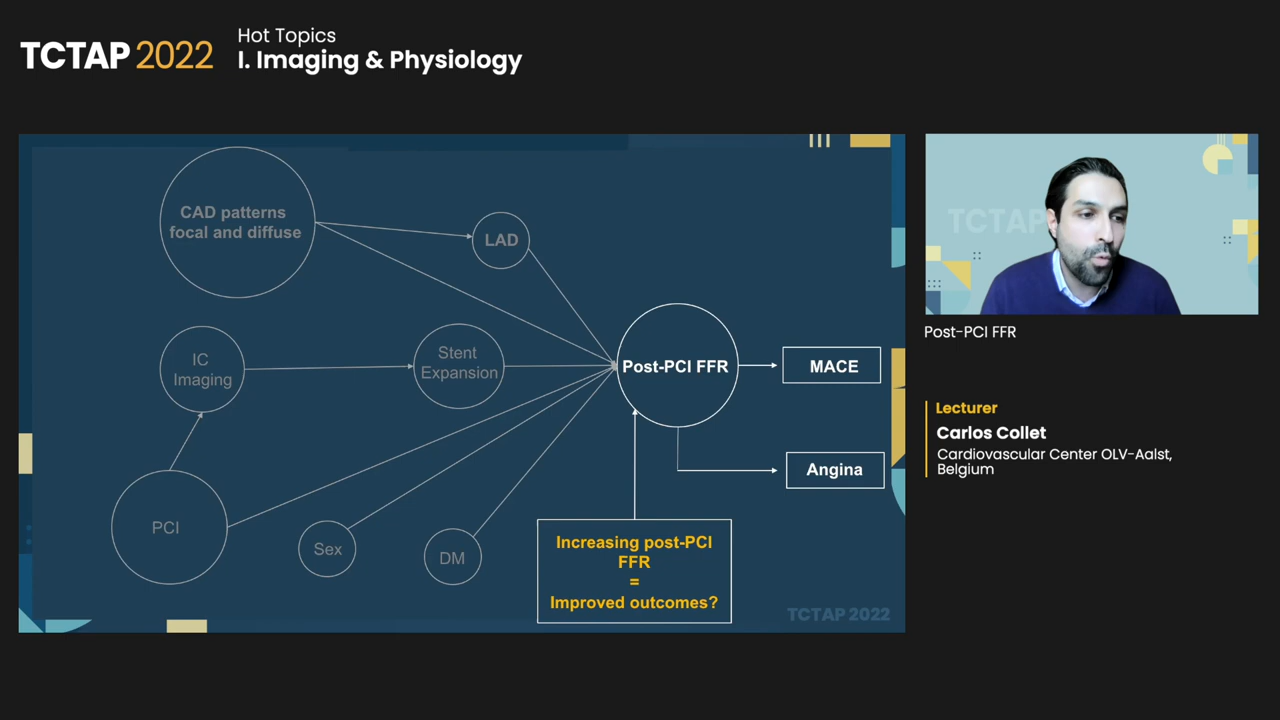 TCTAP 2022
Hot Topics
I. Imaging & Physiology
CAD patterns
focal and diffuse
LAD
IC
Imaging
Stent
Expansion
Post-PCI FFR
MACE
Angina
PCI
Sex
DM
Increasing post-PCI
FFR
=
Improved outcomes?
TCTAP 2022
TCTAP
Post-PCI FFR
Lecturer
Carlos Collet
Cardiovascular Center OLV-Aalst,
Belgium